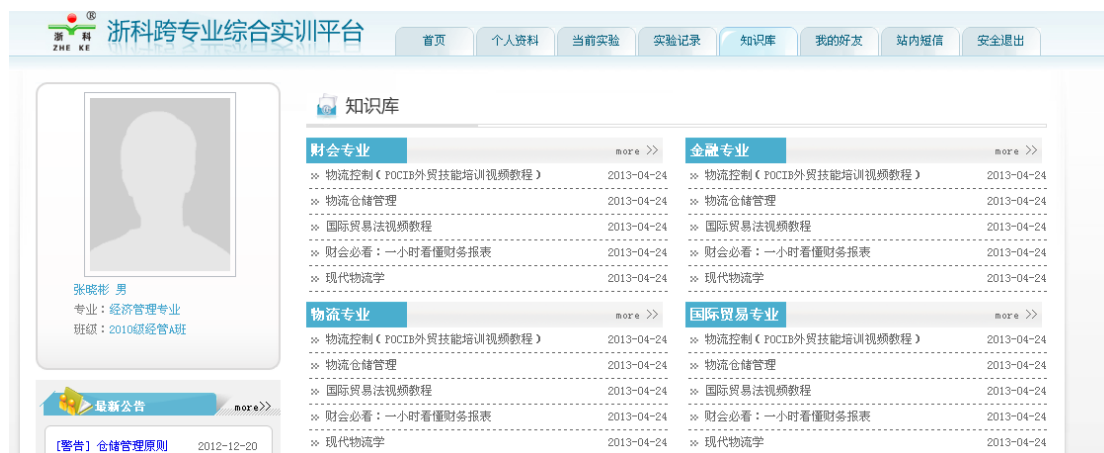 ®
浙 科
ZHE KE
浙科跨专业综合实训平台
首页 个人资料 当前实验 实验记录 知识库 我的好友 站内短信 安全退出
知识库
财会专业 more >>
» 物流控制(POCIB外贸技能培训视频教程) 2013-04-24
» 物流仓储管理 2013-04-24
» 国际贸易法视频教程 2013-04-24
» 财会必看:一小时看懂财务报表 2013-04-24
» 现代物流学 2013-04-24
金融专业 more >>
» 物流控制(POCIB外贸技能培训视频教程) 2013-04-24
» 物流仓储管理 2013-04-24
» 国际贸易法视频教程 2013-04-24
» 财会必看:一小时看懂财务报表 2013-04-24
» 现代物流学 2013-04-24
物流专业 more >>
» 物流控制(POCIB外贸技能培训视频教程) 2013-04-24
» 物流仓储管理 2013-04-24
» 国际贸易法视频教程 2013-04-24
» 财会必看:一小时看懂财务报表 2013-04-24
» 现代物流学 2013-04-24
国际贸易专业 more >>
» 物流控制(POCIB外贸技能培训视频教程) 2013-04-24
» 物流仓储管理 2013-04-24
» 国际贸易法视频教程 2013-04-24
» 财会必看:一小时看懂财务报表 2013-04-24
» 现代物流学 2013-04-24
张晓彬 男
专业:经济管理专业
班级:2010级经管A班
最新公告 more>>
[警告] 仓储管理原则 2012-12-20